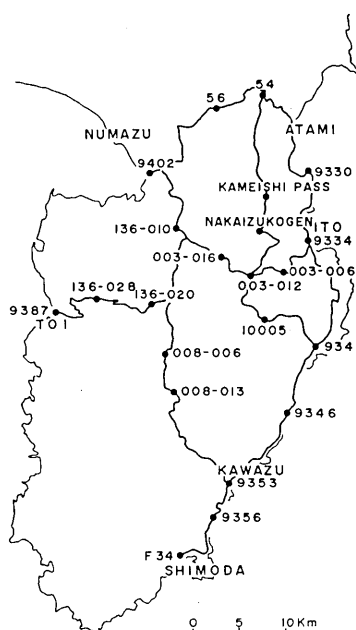 54
56
NUMAZU
ATAMI
9402
9330
KAMEISHI PASS
136-010
NAKAIZUKOGEN
ITO
9334
003-016
003-006
003-012
136-028
136-020
9387
TOI
10005
934
008-006
008-013
9346
KAWAZU
9353
9356
F34
SHIMODA
0 5 10 Km